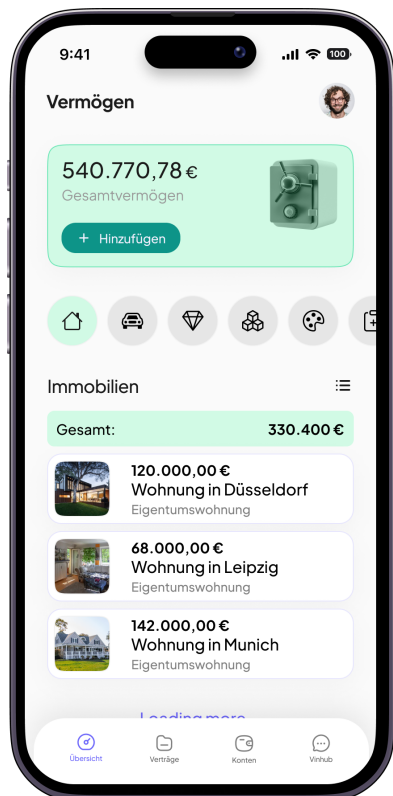 9:41
100
Vermögen
540.770,78 €
Gesamtvermögen
+ Hinzufügen
Immobilien
Gesamt: 330.400 €
120.000,00 €
Wohnung in Düsseldorf
Eigentumswohnung
68.000,00 €
Wohnung in Leipzig
Eigentumswohnung
142.000,00 €
Wohnung in Munich
Eigentumswohnung
Loading more
Übersicht Verträge Konten Vinhub